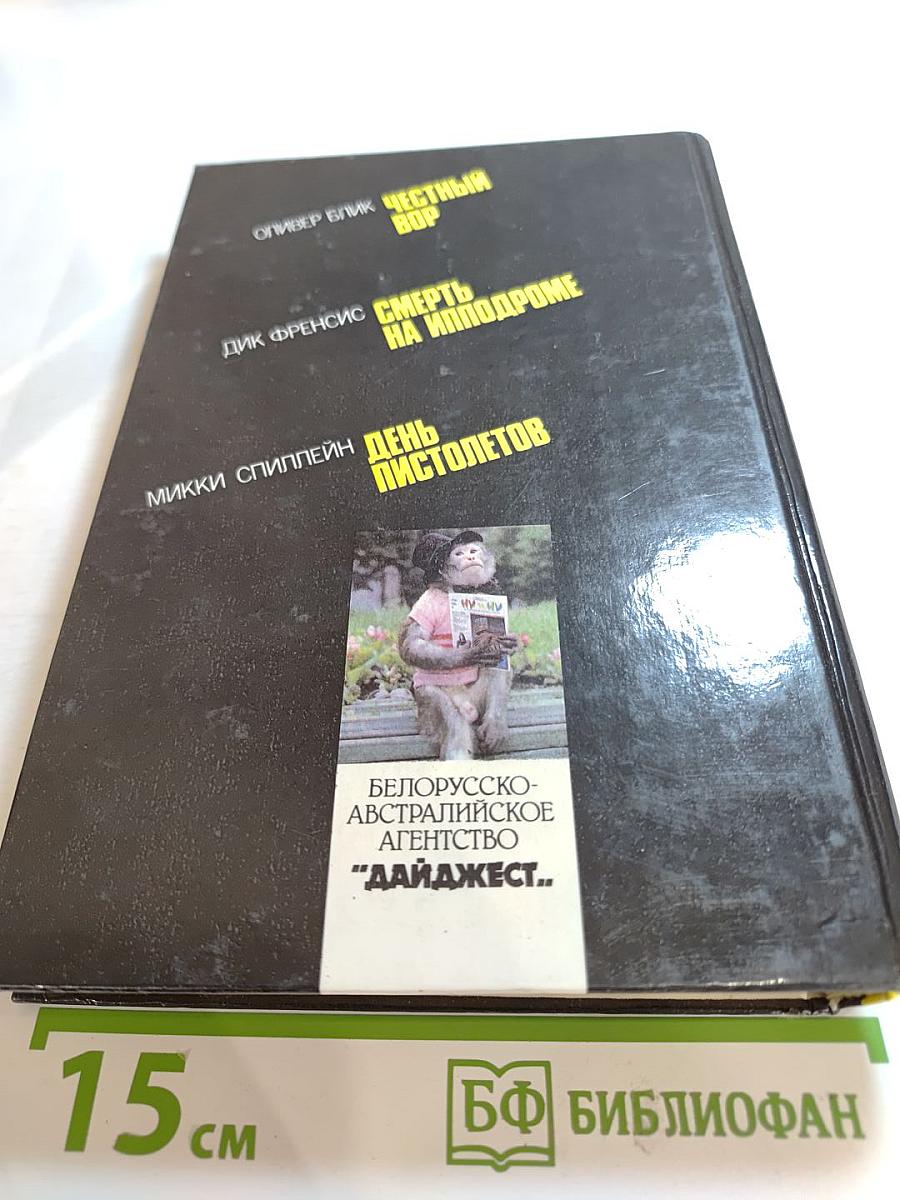 ОЛИВЕР БЛИК ЧЕСТНЫЙ
ВОР
ДИК ФРЕНСИС СМЕРТЬ
НА ИППОДРОМЕ
МИККИ СПИЛЛЕЙН ДЕНЬ
ПИСТОЛЕТОВ
БЕЛОРУССКО-
АВСТРАЛИЙСКОЕ
АГЕНТСТВО
"ДАЙДЖЕСТ"
15 см
БФ БИБЛИОФАН